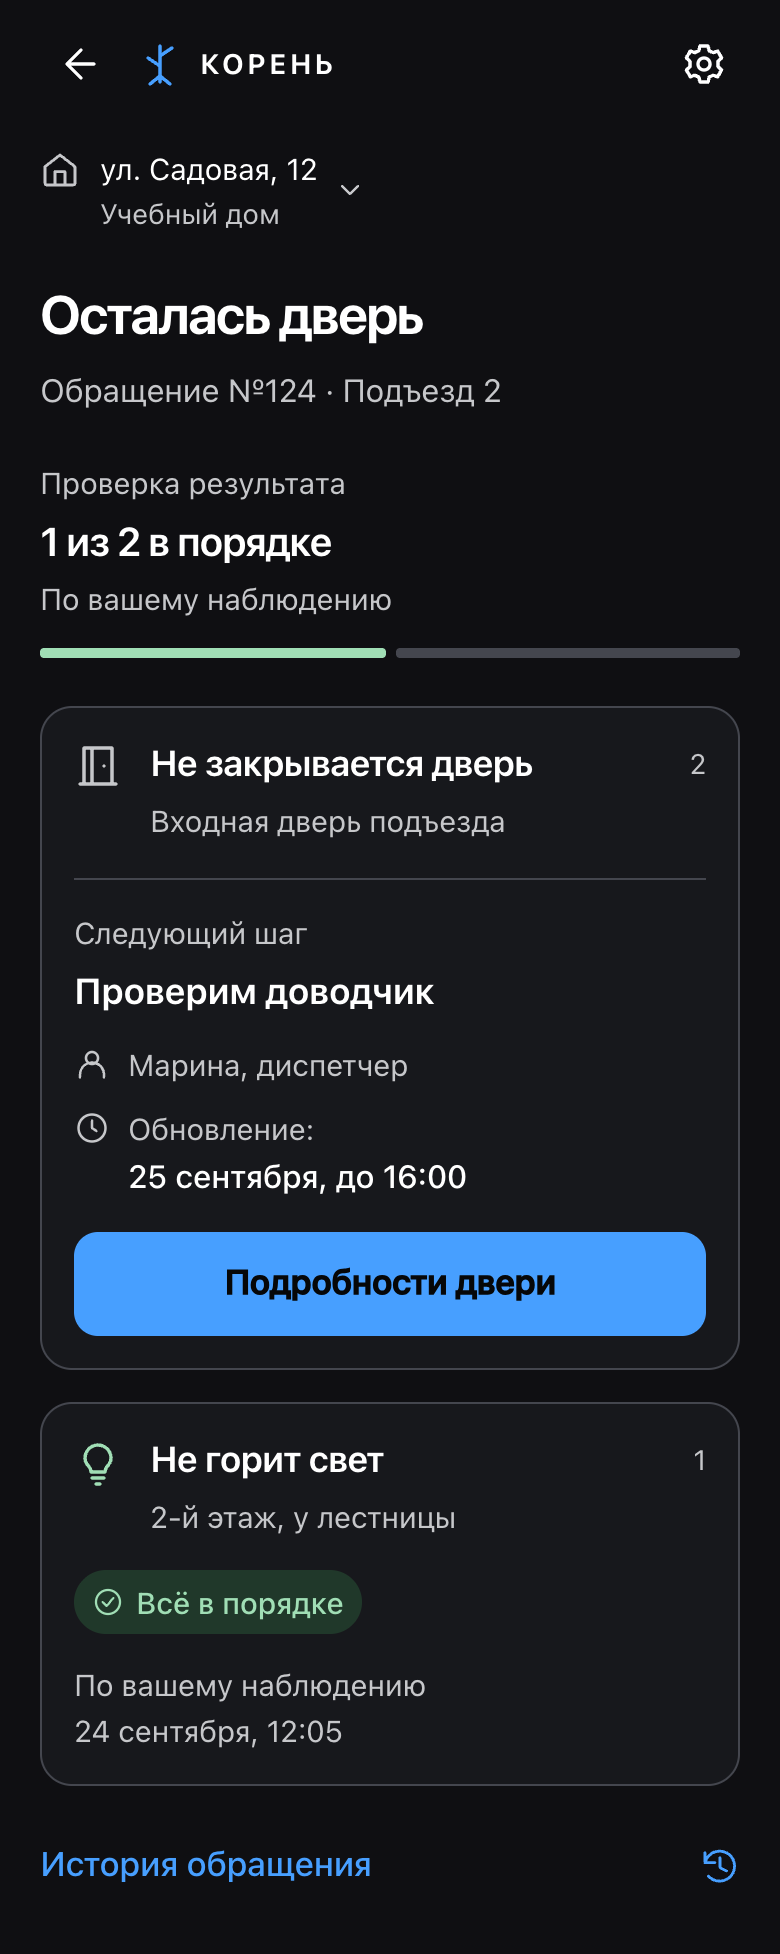 КОРЕНЬ
ул. Садовая, 12
Учебный дом
Осталась дверь
Обращение №124 · Подъезд 2
Проверка результата
1 из 2 в порядке
По вашему наблюдению
Не закрывается дверь 2
Входная дверь подъезда
Следующий шаг
Проверим доводчик
Марина, диспетчер
Обновление:
25 сентября, до 16:00
Подробности двери
Не горит свет 1
2-й этаж, у лестницы
Всё в порядке
По вашему наблюдению
24 сентября, 12:05
История обращения